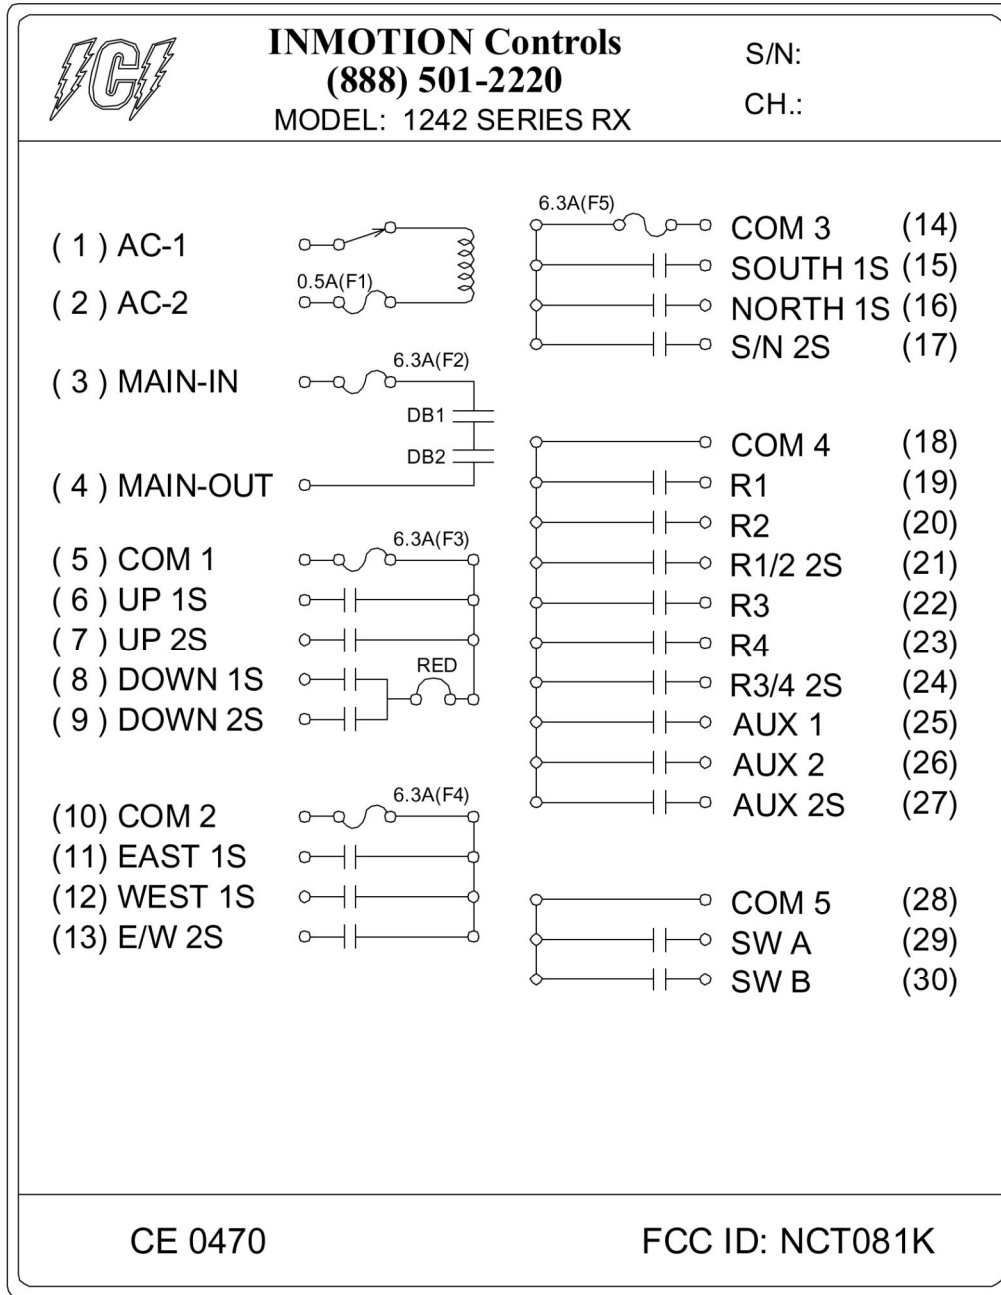 ICI
INMOTION Controls
(888) 501-2220
MODEL: 1242 SERIES RX
S/N:
CH.:
( 1 ) AC-1
0.5A(F1)
( 2 ) AC-2
6.3A(F2)
( 3 ) MAIN-IN
DB1
DB2
( 4 ) MAIN-OUT
6.3A(F3)
( 5 ) COM 1
( 6 ) UP 1S
( 7 ) UP 2S
RED
( 8 ) DOWN 1S
( 9 ) DOWN 2S
6.3A(F4)
(10) COM 2
(11) EAST 1S
(12) WEST 1S
(13) E/W 2S
6.3A(F5)
COM 3 (14)
SOUTH 1S (15)
NORTH 1S (16)
S/N 2S (17)
COM 4 (18)
R1 (19)
R2 (20)
R1/2 2S (21)
R3 (22)
R4 (23)
R3/4 2S (24)
AUX 1 (25)
AUX 2 (26)
AUX 2S (27)
COM 5 (28)
SW A (29)
SW B (30)
CE 0470
FCC ID: NCT081K